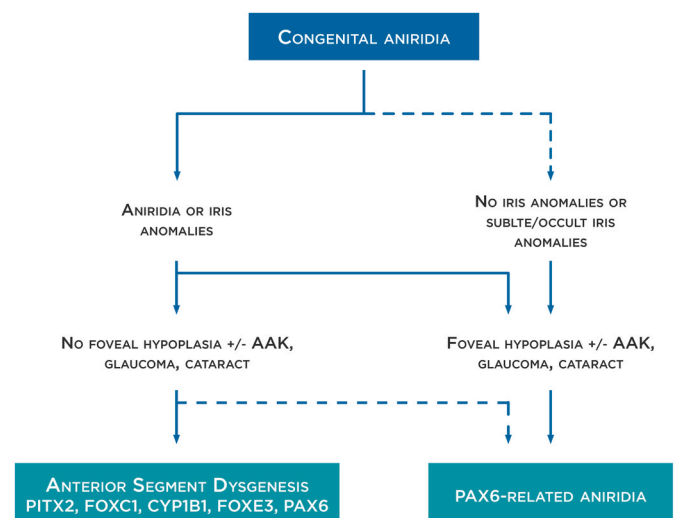 Congenital aniridia
Aniridia or iris
anomalies
No iris anomalies or
sublte/occult iris
anomalies
No foveal hypoplasia +/- AAK,
glaucoma, cataract
Foveal hypoplasia +/- AAK,
glaucoma, cataract
Anterior Segment Dysgenesis
PITX2, FOXC1, CYP1B1, FOXE3, PAX6
PAX6-related aniridia